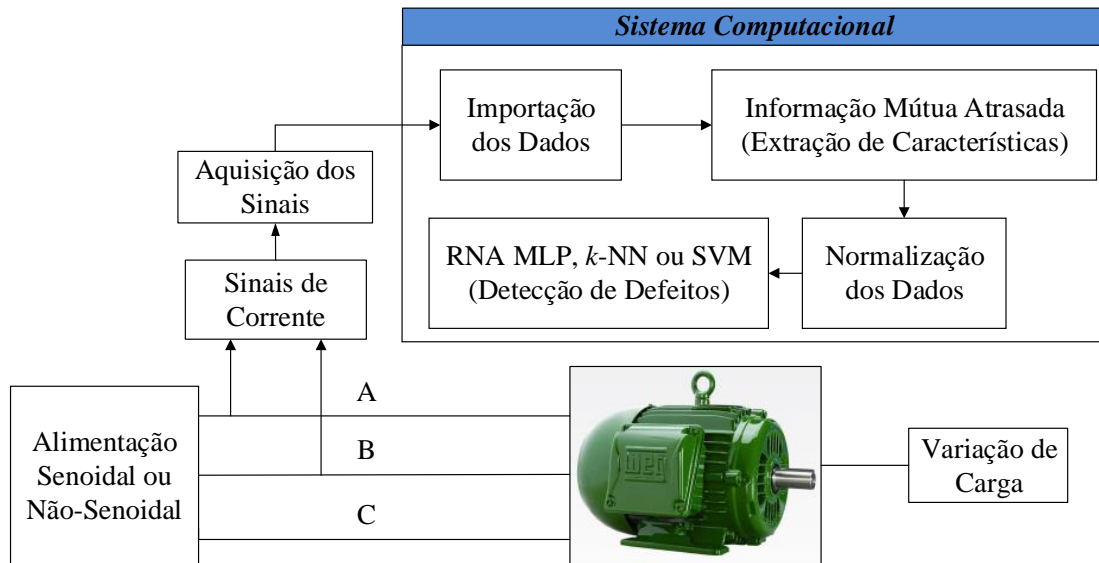 Sistema Computacional
Importação
dos Dados
Informação Mútua Atrasada
(Extração de Características)
Aquisição dos
Sinais
RNA MLP, k-NN ou SVM
(Detecção de Defeitos)
Normalização
dos Dados
Sinais de
Corrente
A
B
C
Alimentação
Senoidal ou
Não-Senoidal
WEG
Variação de
Carga